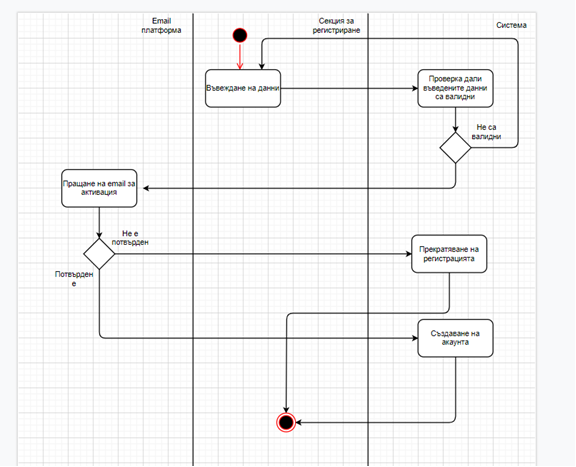 Email
платформа
Секция за
регистриране
Система
Въвеждане на данни
Проверка дали
въведените данни
са валидни
Не са
валидни
Пращане на email за
активация
Не е
потвърден
Потвърден
е
Прекратяване на
регистрацията
Създаване на
акаунта